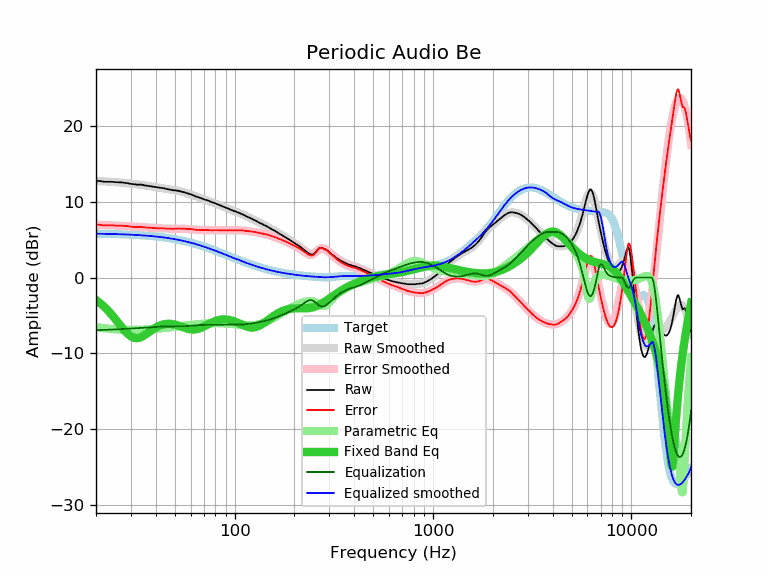 Periodic Audio Be
Amplitude (dBr)
20
10
0
−10
−20
−30
Target
Raw Smoothed
Error Smoothed
Raw
Error
Parametric Eq
Fixed Band Eq
Equalization
Equalized smoothed
100
1000
10000
Frequency (Hz)